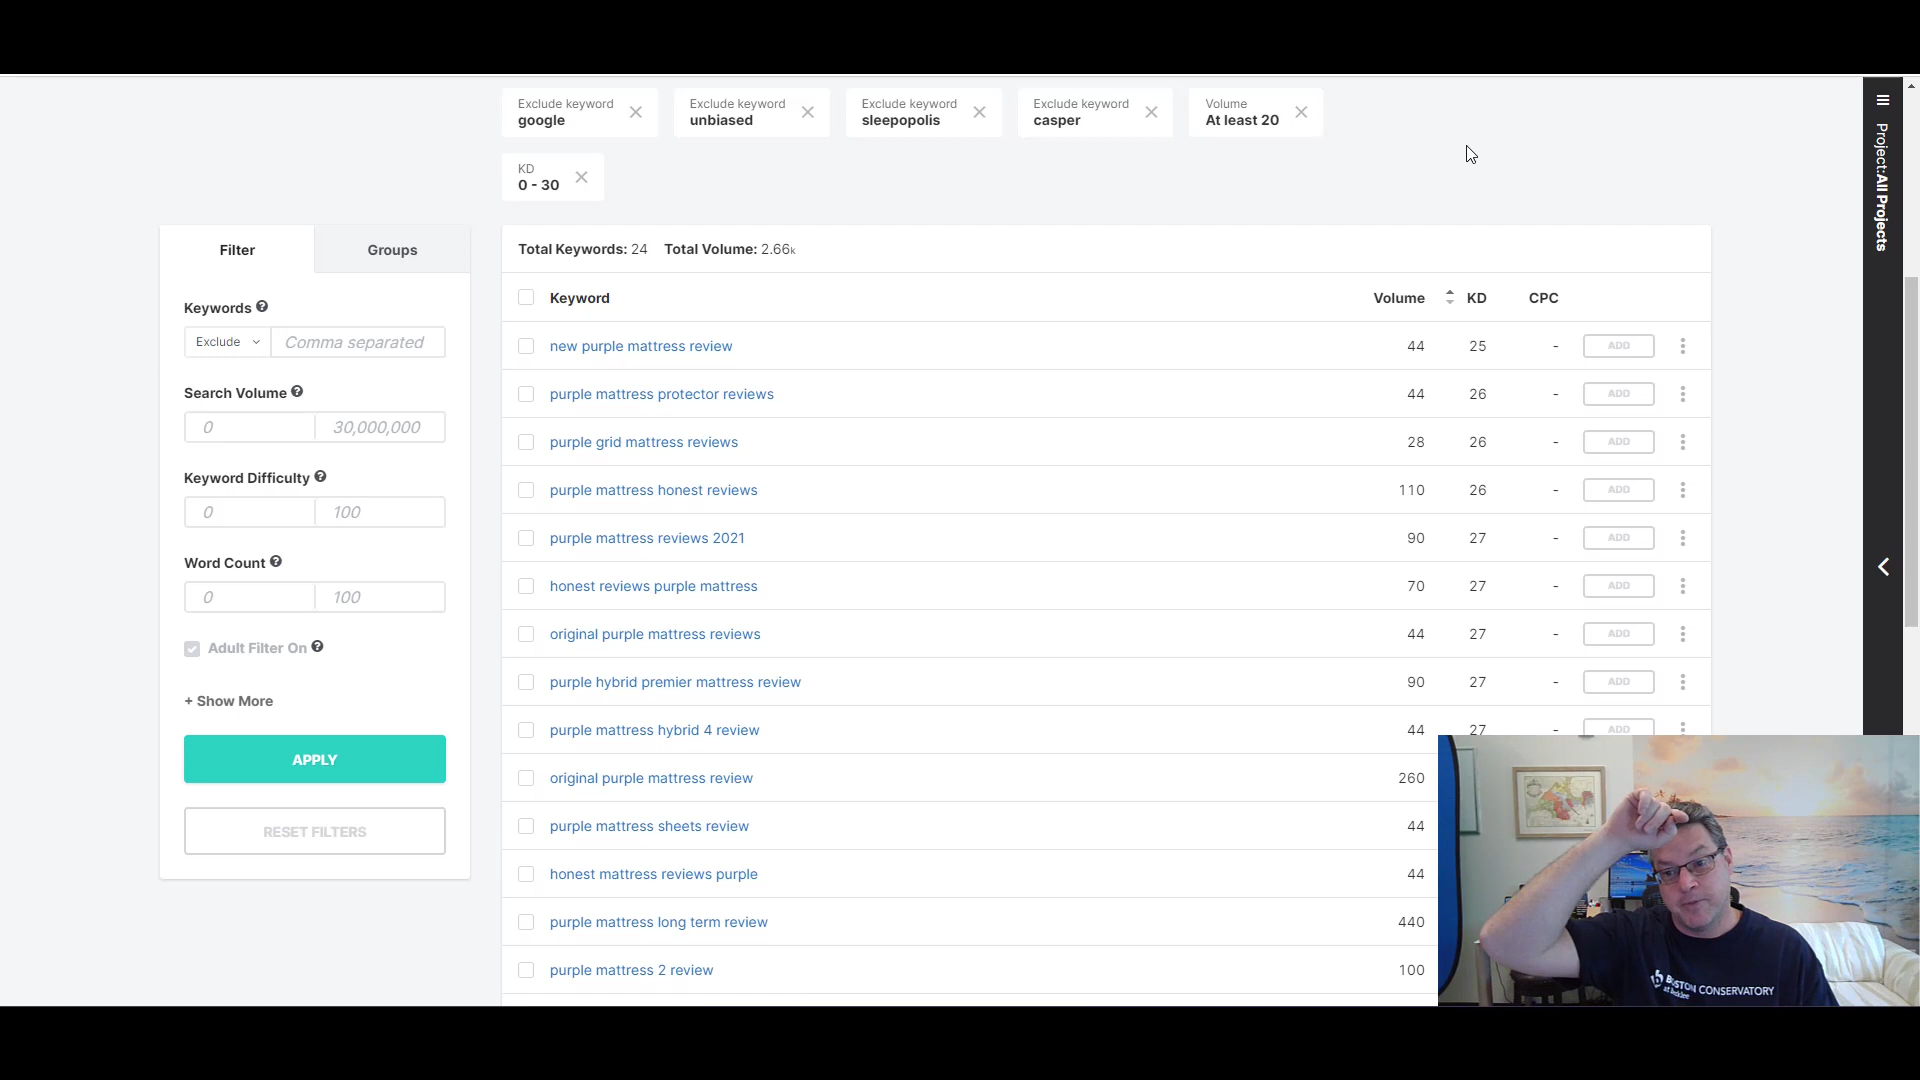 Exclude keyword
google
Exclude keyword
unbiased
Exclude keyword
sleepopolis
Exclude keyword
casper
Volume
At least 20
KD
0 - 30
Project:All Projects
Filter
Groups
Total Keywords: 24 Total Volume: 2.66k
Keywords
Exclude
Comma separated
Search Volume
0
30,000,000
Keyword Difficulty
0
100
Word Count
0
100
Adult Filter On
+ Show More
APPLY
RESET FILTERS
Keyword Volume KD CPC
new purple mattress review 44 25 - ADD
purple mattress protector reviews 44 26 - ADD
purple grid mattress reviews 28 26 - ADD
purple mattress honest reviews 110 26 - ADD
purple mattress reviews 2021 90 27 - ADD
honest reviews purple mattress 70 27 - ADD
original purple mattress reviews 44 27 - ADD
purple hybrid premier mattress review 90 27 - ADD
purple mattress hybrid 4 review 44 27 - ADD
original purple mattress review 260
purple mattress sheets review 44
honest mattress reviews purple 44
purple mattress long term review 440
purple mattress 2 review 100
BOSTON CONSERVATORY
at Berklee